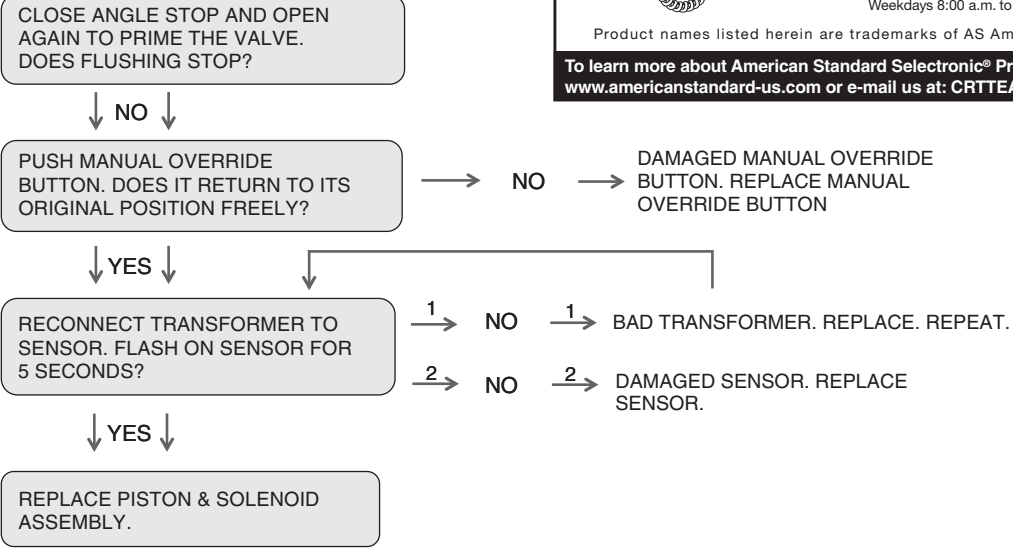 CLOSE ANGLE STOP AND OPEN
AGAIN TO PRIME THE VALVE.
DOES FLUSHING STOP?
Weekdays 8:00 a.m. to
Product names listed herein are trademarks of AS Am
To learn more about American Standard Selectronic® Pr
www.americanstandard-us.com or e-mail us at: CRTTEA
NO
PUSH MANUAL OVERRIDE
BUTTON. DOES IT RETURN TO ITS
ORIGINAL POSITION FREELY?
NO
DAMAGED MANUAL OVERRIDE
BUTTON. REPLACE MANUAL
OVERRIDE BUTTON
YES
RECONNECT TRANSFORMER TO
SENSOR. FLASH ON SENSOR FOR
5 SECONDS?
1 NO 1 BAD TRANSFORMER. REPLACE. REPEAT.
2 NO 2 DAMAGED SENSOR. REPLACE
SENSOR.
YES
REPLACE PISTON & SOLENOID
ASSEMBLY.